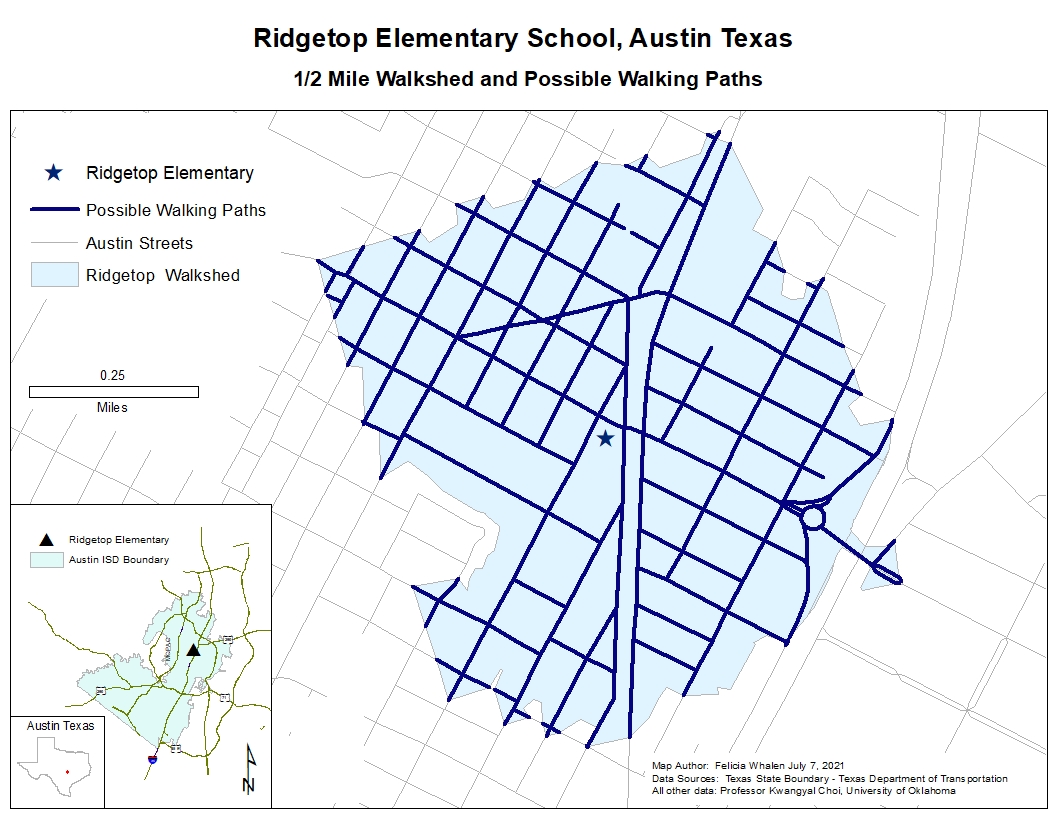 Ridgetop Elementary School, Austin Texas
1/2 Mile Walkshed and Possible Walking Paths
Ridgetop Elementary
Possible Walking Paths
Austin Streets
Ridgetop Walkshed
0.25
Miles
Ridgetop Elementary
Austin ISD Boundary
Austin Texas
N
Map Author: Felicia Whalen July 7, 2021
Data Sources: Texas State Boundary - Texas Department of Transportation
All other data: Professor Kwangyal Choi, University of Oklahoma